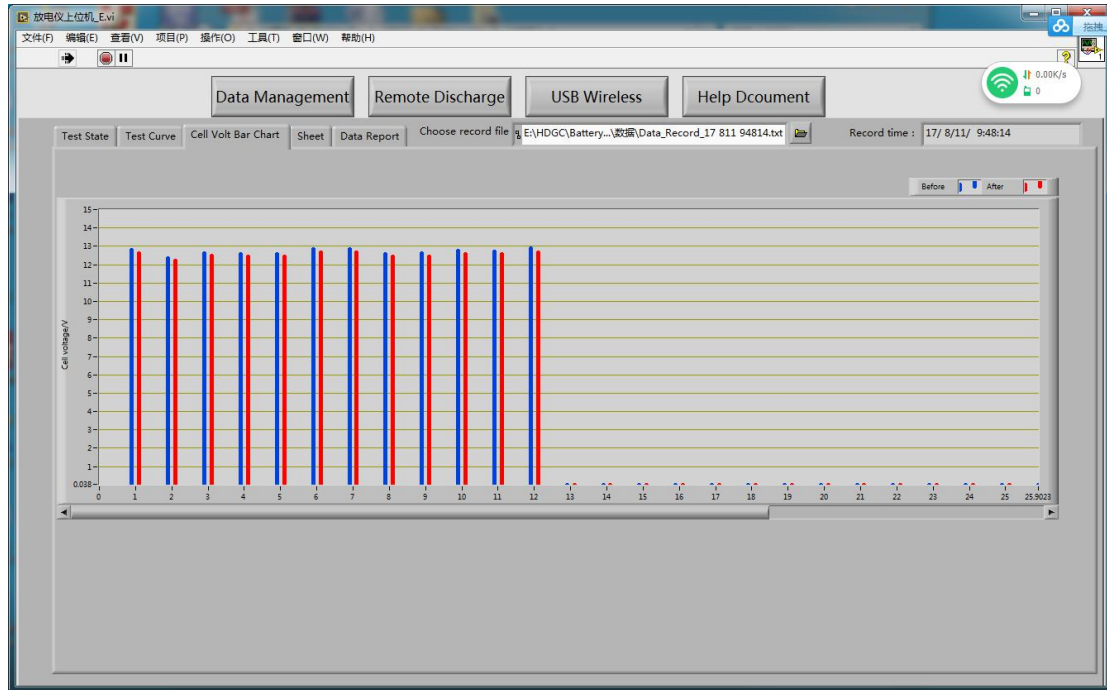 放电仪上位机_E.vi
拖拽
文件(F) 编辑(E) 查看(V) 项目(P) 操作(O) 工具(T) 窗口(W) 帮助(H)
0.00K/s
0
1
Data Management Remote Discharge USB Wireless Help Dcoument
Test State Test Curve Cell Volt Bar Chart Sheet Data Report Choose record file E:\HDGC\Battery...\数据\Data_Record_17 811 94814.txt Record time : 17/ 8/11/ 9:48:14
Before After
15
14
13
12
11
10
9
8
7
6
5
4
3
2
1
0.038
Cell voltage/V
0 1 2 3 4 5 6 7 8 9 10 11 12 13 14 15 16 17 18 19 20 21 22 23 24 25 25.9023